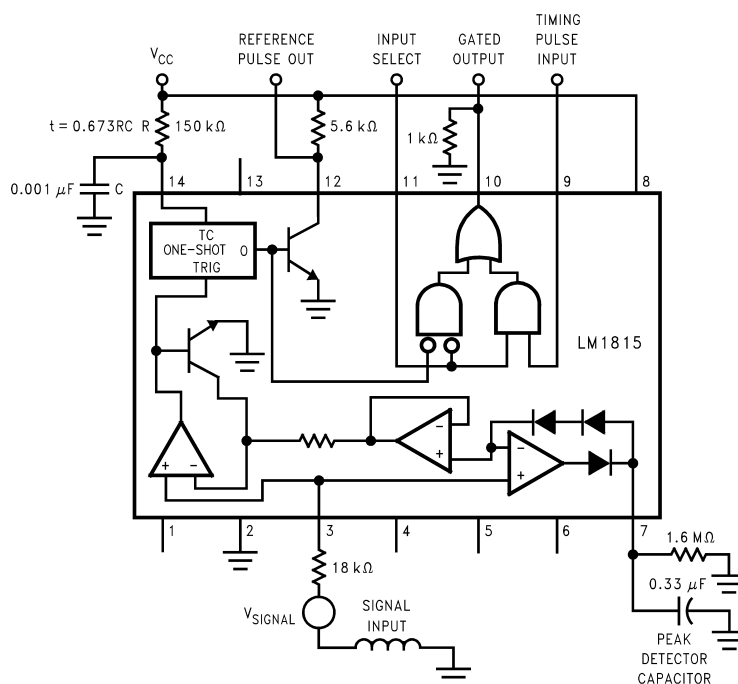 V_CC
REFERENCE
PULSE OUT
INPUT
SELECT
GATED
OUTPUT
TIMING
PULSE
INPUT
t = 0.673RC R
150 kΩ
5.6 kΩ
1 kΩ
0.001 μF
C
14
13
12
11
10
9
8
TC
ONE-SHOT
TRIG
O
LM1815
+
−
−
+
−
+
1
2
3
4
5
6
7
18 kΩ
V_SIGNAL
SIGNAL
INPUT
1.6 MΩ
0.33 μF
PEAK
DETECTOR
CAPACITOR